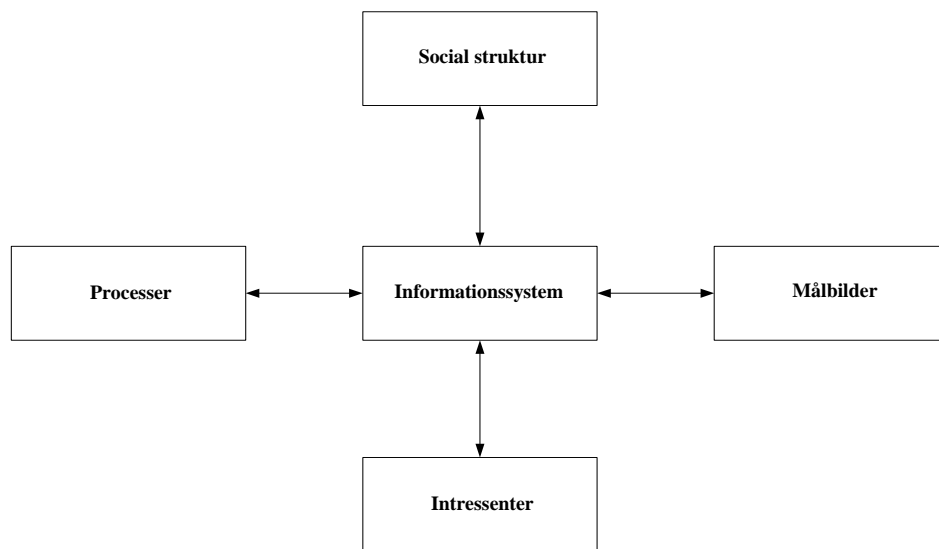 Social struktur
Processer
Informationssystem
Målbilder
Intressenter